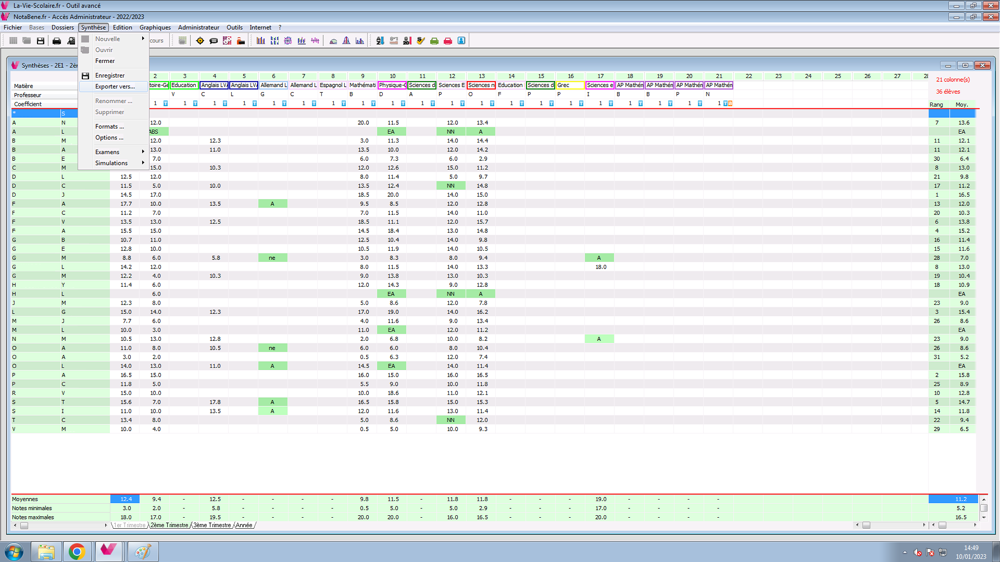 La-Vie-Scolaire.fr - Outil avancé
NotaBene.fr - Accès Administrateur - 2022/2023
Fichier Bases Dossiers Synthèse Edition Graphiques Administrateur Outils Internet ?
Nouvelle
cours
Ouvrir
Fermer
Enregistrer
Exporter vers...
Renommer ...
Supprimer
Formats ...
Options ...
Examens
Simulations
Synthèses - 2E1 - 2èr
2 3 4 5 6 7 8 9 10 11 12 13 14 15 16 17 18 19 20 21 22 23 24 25 26 27 28
Matière toire-Ge Education Anglais LV Anglais LV Allemand L Allemand L Espagnol L Mathémati Physique-C Sciences d Sciences E Sciences n Education Sciences d Grec Sciences e AP Mathén AP Mathén AP Mathén AP Mathén
21 colonne(s)
36 élèves
Professeur V C L G C T B D A P O F P P I B B P N
Coefficient 1 T 1 T 1 T 1 T 1 T 1 T 1 T 1 T 1 T 1 T 1 T 1 T 1 T 1 T 1 T 1 T 1 T 1 T 1 T 1 T a Rang Moy.
* S
A N 12.0 20.0 11.5 12.0 13.4 7 13.6
A L ABS EA NN A EA
B M 12.0 12.3 3.0 11.3 14.0 14.4 11 12.1
B A 13.0 11.0 13.5 10.0 12.0 14.2 11 12.1
B E 7.0 6.0 7.3 6.0 2.9 30 6.4
C M 15.0 10.3 12.0 12.6 15.0 11.2 8 13.0
D L 12.5 12.0 8.0 11.4 5.0 9.7 21 9.8
D C 11.5 5.0 10.0 13.5 12.4 NN 14.8 17 11.2
D J 14.5 17.0 18.5 20.0 14.0 15.0 1 16.5
F A 17.7 10.0 13.5 A 9.5 8.5 12.0 12.8 13 12.0
F C 11.2 7.0 7.0 11.5 14.0 11.0 20 10.3
F V 13.5 13.0 12.5 18.5 11.1 12.0 15.7 6 13.8
F A 15.5 15.0 14.5 18.4 13.0 14.8 4 15.2
G B 10.7 11.0 12.5 10.4 14.0 9.8 16 11.4
G E 12.8 10.0 10.5 11.9 14.0 10.5 15 11.6
G M 8.8 6.0 5.8 ne 3.0 8.3 8.0 9.4 A 28 7.0
G L 14.2 12.0 8.0 11.5 14.0 13.3 18.0 8 13.0
G M 12.2 4.0 10.3 9.0 13.8 13.0 10.3 19 10.4
H Y 11.4 6.0 12.0 14.3 9.0 12.8 18 10.9
H L 6.0 EA NN A EA
J M 12.3 8.0 5.0 8.6 12.0 7.8 23 9.0
L G 15.0 14.0 12.3 17.0 19.0 14.0 16.2 3 15.4
M J 7.7 6.0 4.0 11.6 9.0 13.4 26 8.6
M L 10.0 3.0 11.0 EA 12.0 11.2 EA
N M 10.5 13.0 12.8 2.0 6.8 10.0 8.2 A 23 9.0
O A 11.0 8.0 10.5 ne 6.0 6.0 8.0 10.4 26 8.6
O A 3.0 2.0 0.5 6.3 12.0 7.4 31 5.2
O L 14.0 13.0 11.0 A 14.5 EA 14.0 11.4 EA
P A 16.5 15.0 16.0 15.0 16.0 16.5 2 15.8
P C 11.8 5.0 5.5 9.0 10.0 11.8 25 8.9
R V 15.0 10.0 10.0 18.6 11.0 12.1 10 12.8
S T 15.6 7.0 17.8 A 16.5 15.8 15.0 15.3 5 14.7
S I 11.0 10.0 13.5 A 12.0 11.6 13.0 11.4 14 11.8
T C 13.4 8.0 5.0 8.6 NN 12.0 22 9.4
V M 10.0 4.0 0.5 5.0 10.0 9.3 29 6.5
Moyennes 12.4 9.4 - 12.5 - - - - 9.8 11.5 - 11.8 11.8 - - - 19.0 - - - - 11.2
Notes minimales 3.0 2.0 - 5.8 - - - - 0.5 5.0 - 5.0 2.9 - - - 17.0 - - - - 5.2
Notes maximales 18.0 17.0 - 19.5 - - - - 20.0 20.0 - 16.0 16.5 - - - 20.0 - - - - 16.5
1er Trimestre 2ème Trimestre 3ème Trimestre Année
14:49
10/01/2023